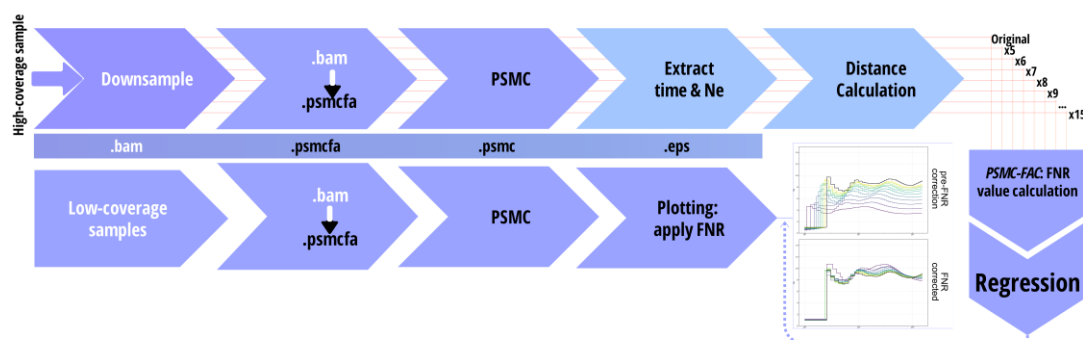 High-coverage sample
Downsample
.bam
.psmcfa
PSMC
Extract
time & Ne
Distance
Calculation
Original
x5
x6
x7
x8
x9
...
x15
.bam
.psmcfa
.psmc
.eps
Low-coverage
samples
.bam
.psmcfa
PSMC
Plotting:
apply FNR
pre-FNR
correction
FNR
corrected
PSMC-FAC: FNR
value calculation
Regression